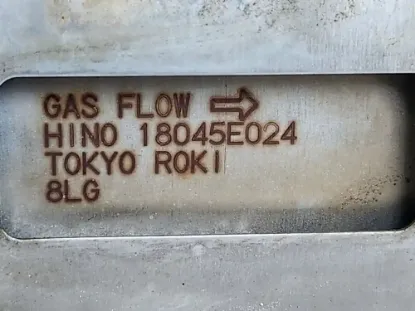 GAS FLOW ⇨
HINO 18045E024
TOKYO ROKI
8LG